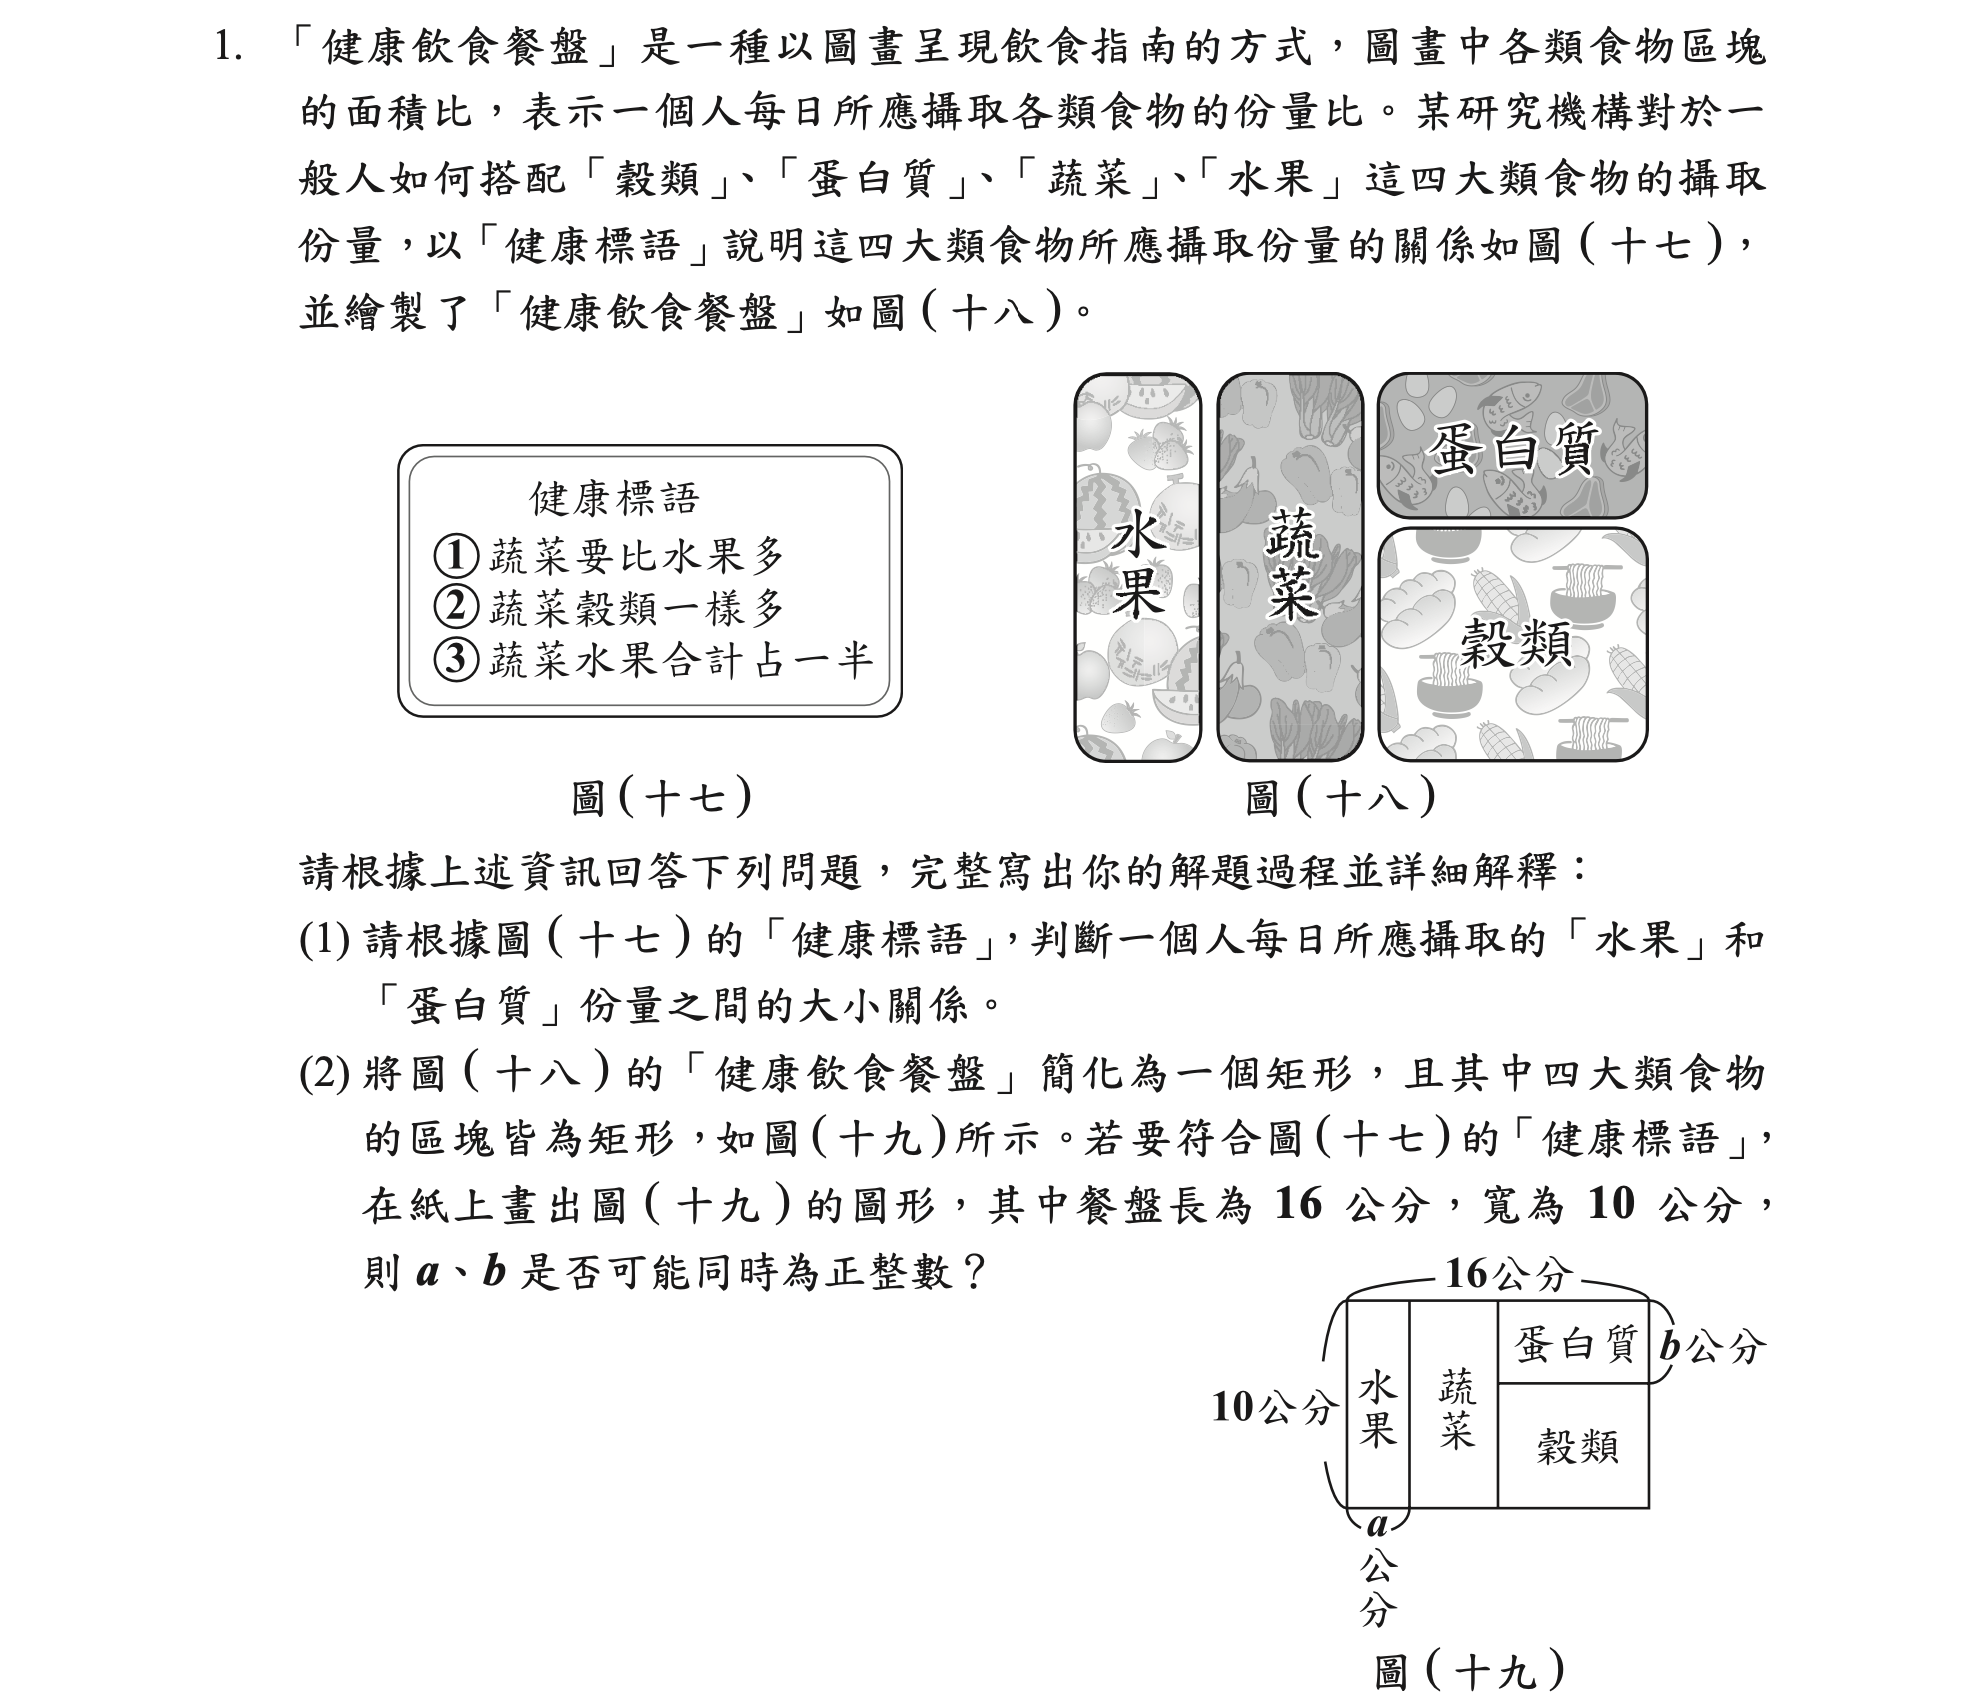 1. 「健康飲食餐盤」是一種以圖畫呈現飲食指南的方式，圖畫中各類食物區塊
的面積比，表示一個人每日所應攝取各類食物的份量比。某研究機構對於一
般人如何搭配「穀類」、「蛋白質」、「蔬菜」、「水果」這四大類食物的攝取
份量，以「健康標語」說明這四大類食物所應攝取份量的關係如圖(十七)，
並繪製了「健康飲食餐盤」如圖(十八)。
健康標語
①蔬菜要比水果多
②蔬菜穀類一樣多
③蔬菜水果合計占一半
圖(十七)
水果
蔬菜
蛋白質
穀類
圖(十八)
請根據上述資訊回答下列問題，完整寫出你的解題過程並詳細解釋：
(1) 請根據圖(十七)的「健康標語」，判斷一個人每日所應攝取的「水果」和
「蛋白質」份量之間的大小關係。
(2) 將圖(十八)的「健康飲食餐盤」簡化為一個矩形，且其中四大類食物
的區塊皆為矩形，如圖(十九)所示。若要符合圖(十七)的「健康標語」，
在紙上畫出圖(十九)的圖形，其中餐盤長為 16 公分，寬為 10 公分，
則 a、b 是否可能同時為正整數？
16公分
10公分
水果
蔬菜
蛋白質
b公分
穀類
a公分
圖(十九)